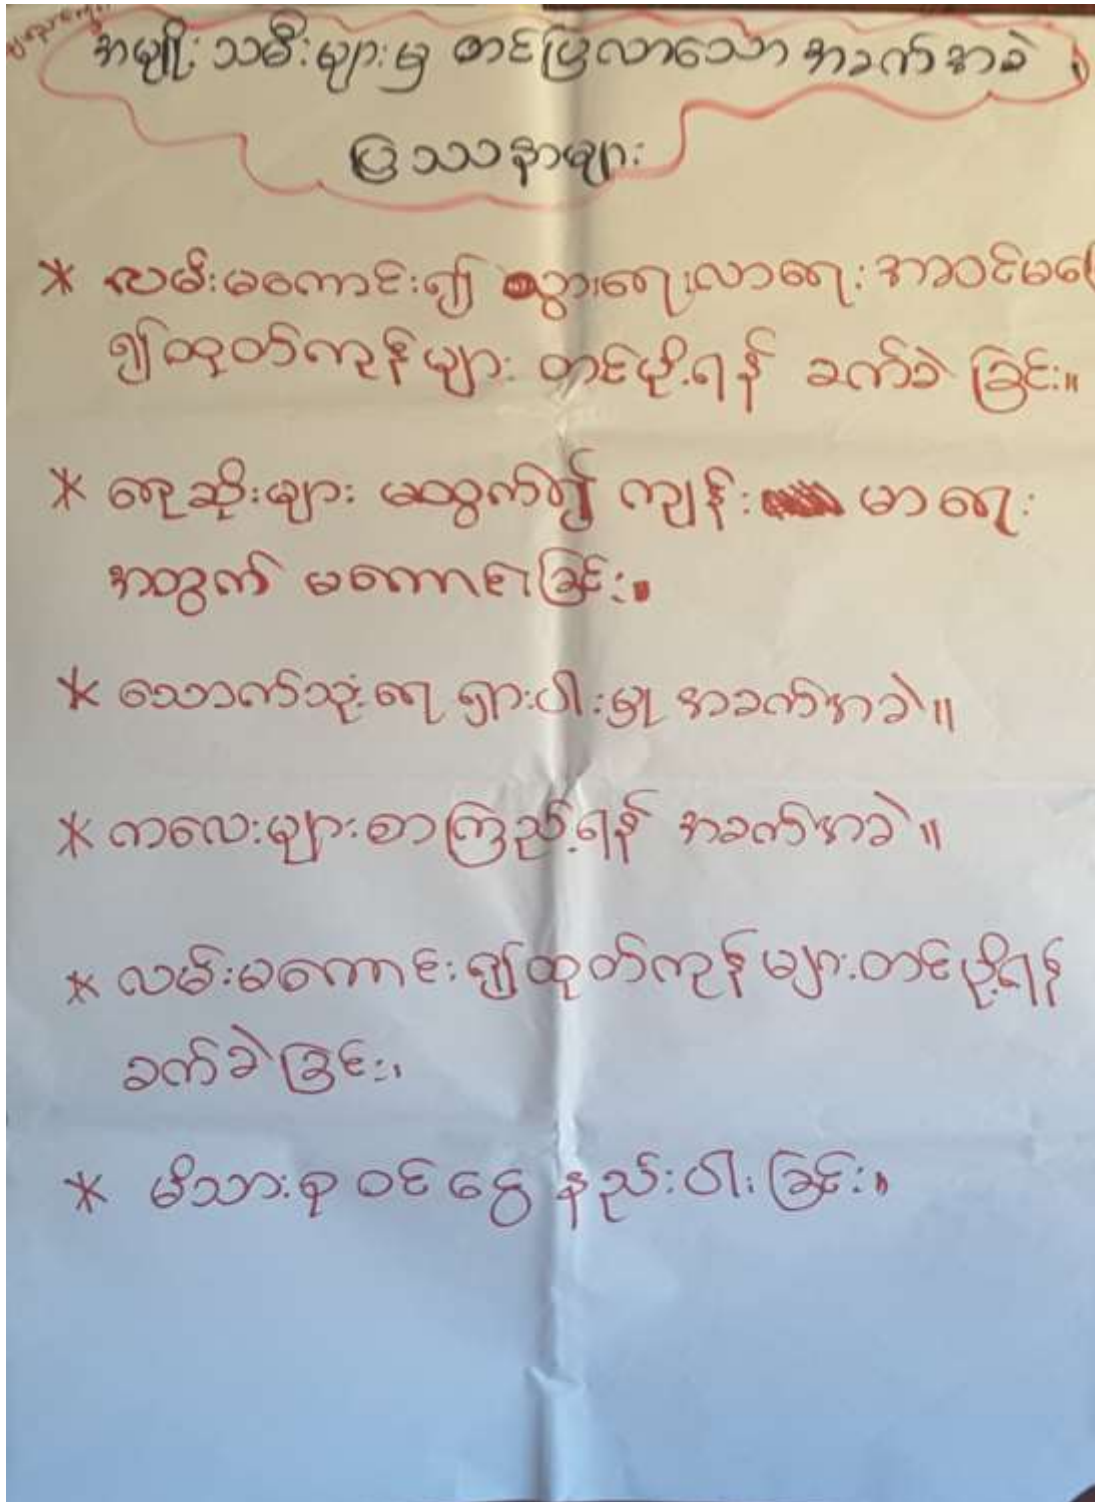 အမျိုးသမီးများမှ တင်ပြလာသော အခက်အခဲ
ပြဿနာများ
* လမ်းမကောင်း၍ သွားရေးလာရေး အဆင်မပြေ
၍ထုတ်ကုန်များ တင်ပို့ရန် ခက်ခဲခြင်း။
* ရေဆိုးများ မထွက်၍ ကျန်းမာရေး
အတွက် မကောင်းခြင်း။
* သောက်သုံးရေ ရှားပါးမှု အခက်အခဲ။
* ကလေးများစာကြည့်ရန် အခက်အခဲ။
* လမ်းမကောင်း၍ထုတ်ကုန်များတင်ပို့ရန်
ခက်ခဲခြင်း။
* မိသားစုဝင်ငွေနည်းပါးခြင်း။